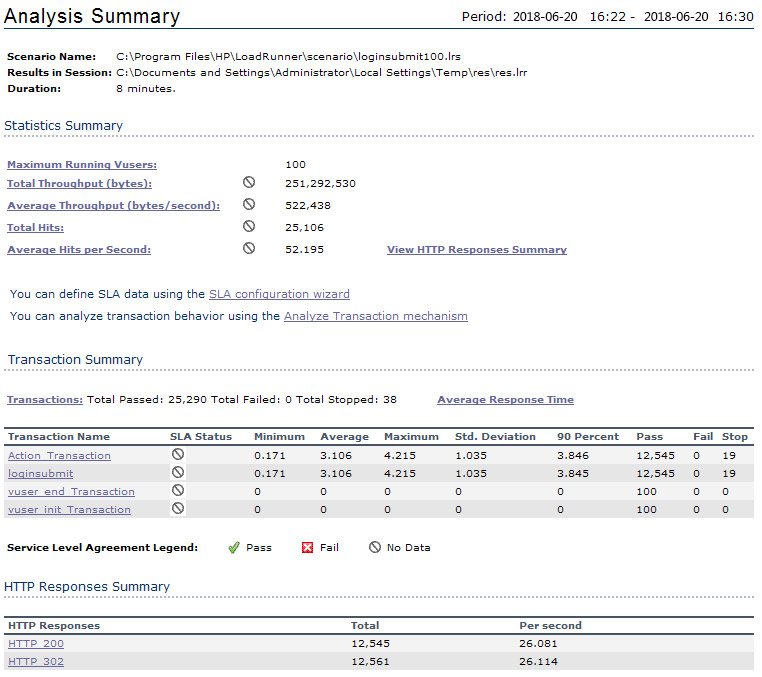 Analysis Summary Period: 2018-06-20 16:22 - 2018-06-20 16:30
Scenario Name: C:\Program Files\HP\LoadRunner\scenario\loginsubmit100.lrs
Results in Session: C:\Documents and Settings\Administrator\Local Settings\Temp\res\res.lrr
Duration: 8 minutes.
Statistics Summary
Maximum Running Vusers: 100
Total Throughput (bytes): 251,292,530
Average Throughput (bytes/second): 522,438
Total Hits: 25,106
Average Hits per Second: 52.195 View HTTP Responses Summary
You can define SLA data using the SLA configuration wizard
You can analyze transaction behavior using the Analyze Transaction mechanism
Transaction Summary
Transactions: Total Passed: 25,290 Total Failed: 0 Total Stopped: 38 Average Response Time
Transaction Name SLA Status Minimum Average Maximum Std. Deviation 90 Percent Pass Fail Stop
Action_Transaction 0.171 3.106 4.215 1.035 3.846 12,545 0 19
loginsubmit 0.171 3.106 4.215 1.035 3.845 12,545 0 19
vuser_end_Transaction 0 0 0 0 0 100 0 0
vuser_init_Transaction 0 0 0 0 0 100 0 0
Service Level Agreement Legend: Pass Fail No Data
HTTP Responses Summary
HTTP Responses Total Per second
HTTP_200 12,545 26.081
HTTP_302 12,561 26.114